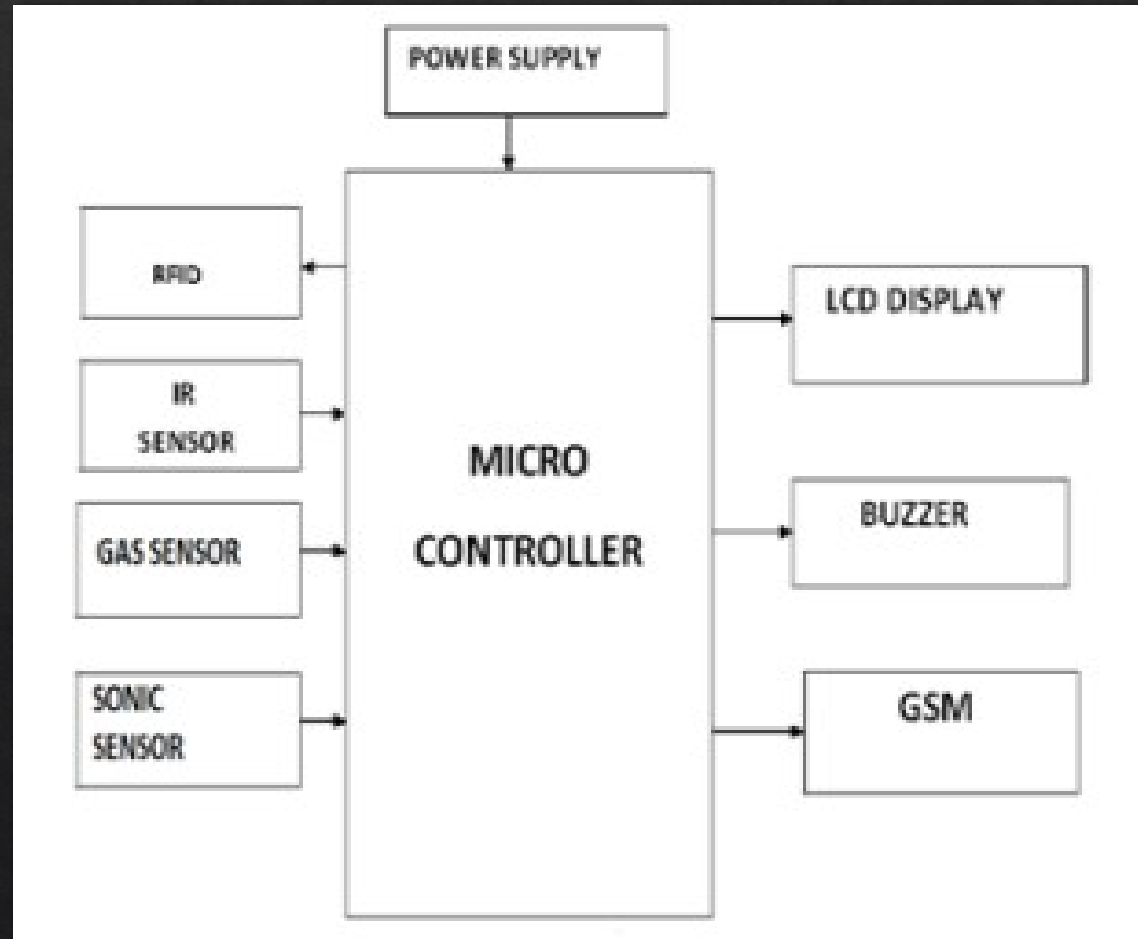 POWER SUPPLY
RFID
IR
SENSOR
GAS SENSOR
SONIC
SENSOR
MICRO
CONTROLLER
LCD DISPLAY
BUZZER
GSM